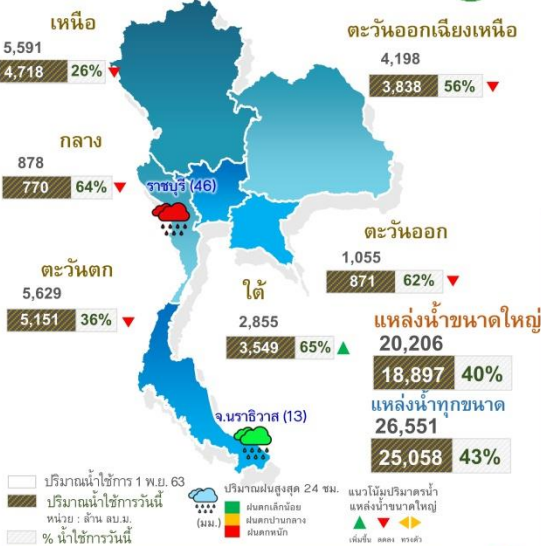 เหนือ
5,591
4,718 26%
ตะวันออกเฉียงเหนือ
4,198
3,838 56%
กลาง
878
770 64%
ราชบุรี (46)
ตะวันออก
1,055
871 62%
ตะวันตก
5,629
5,151 36%
ใต้
2,855
3,549 65%
แหล่งน้ำขนาดใหญ่
20,206
18,897 40%
แหล่งน้ำทุกขนาด
26,551
25,058 43%
จ.นราธิวาส (13)
ปริมาณน้ำใช้การ 1 พ.ย. 63
ปริมาณน้ำใช้การวันนี้
หน่วย : ล้าน ลบ.ม.
% น้ำใช้การวันนี้
ปริมาณฝนสูงสุด 24 ชม.
(มม.)
ฝนตกเล็กน้อย
ฝนตกปานกลาง
ฝนตกหนัก
แนวโน้มปริมาตรน้ำ
แหล่งน้ำขนาดใหญ่
เพิ่มขึ้น ลดลง ทรงตัว